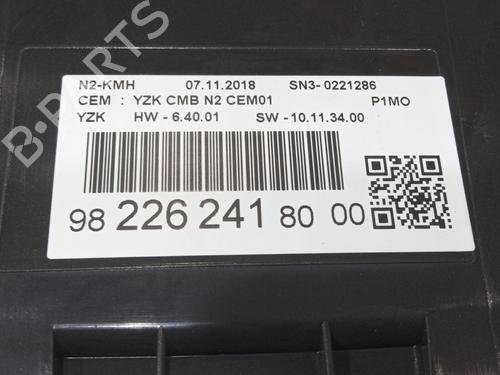 N2-KMH 07.11.2018 SN3- 0221286
CEM : YZK CMB N2 CEM01 P1MO
YZK HW - 6.40.01 SW - 10.11.34.00
98 226 241 80 00